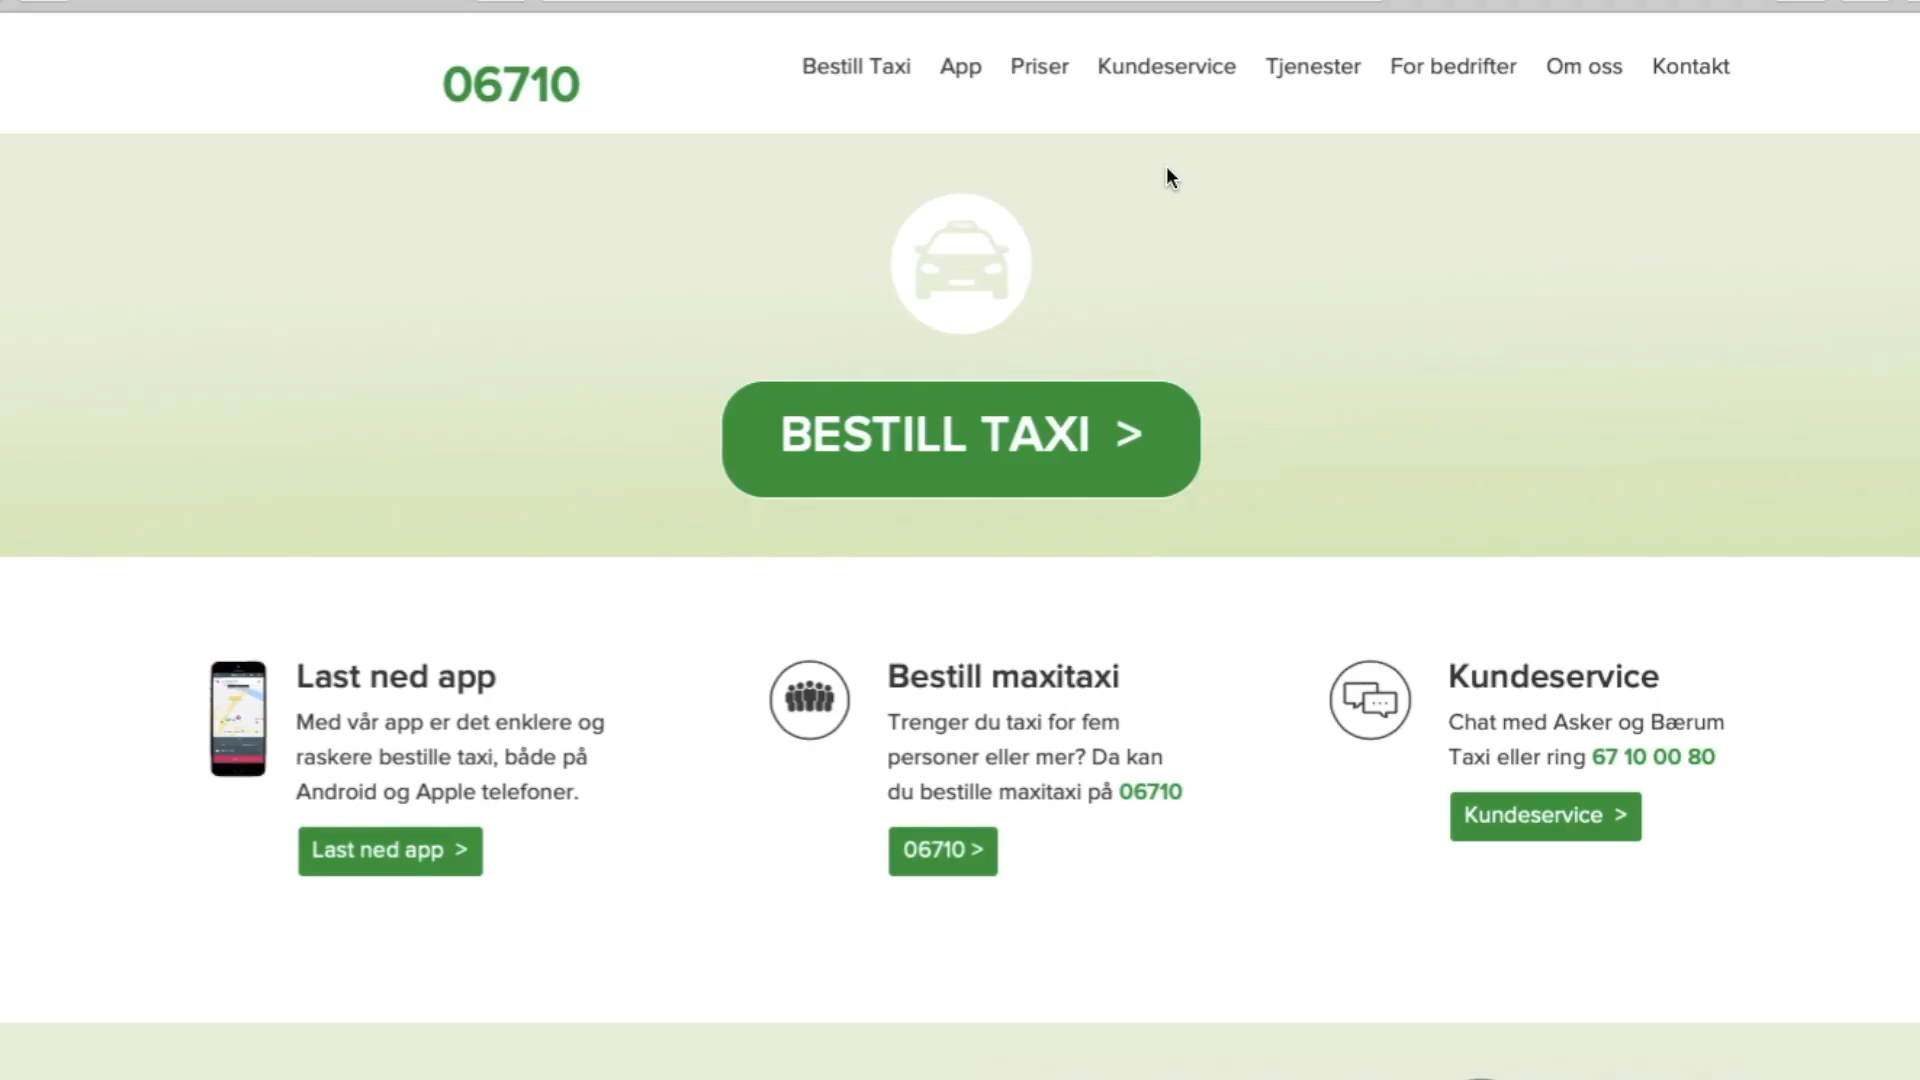 06710
Bestill Taxi App Priser Kundeservice Tjenester For bedrifter Om oss Kontakt
BESTILL TAXI >
Last ned app
Med vår app er det enklere og
raskere bestille taxi, både på
Android og Apple telefoner.
Last ned app >
Bestill maxitaxi
Trenger du taxi for fem
personer eller mer? Da kan
du bestille maxitaxi på 06710
06710 >
Kundeservice
Chat med Asker og Bærum
Taxi eller ring 67 10 00 80
Kundeservice >